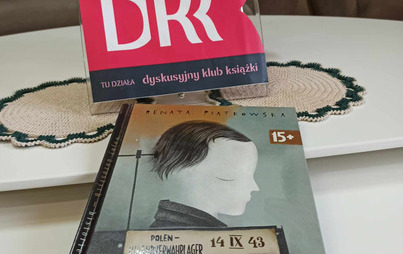 DKK
TU DZIAŁA dyskusyjny klub książki
RENATA PIĄTKOWSKA
15+
POLEN-
14 IX 43